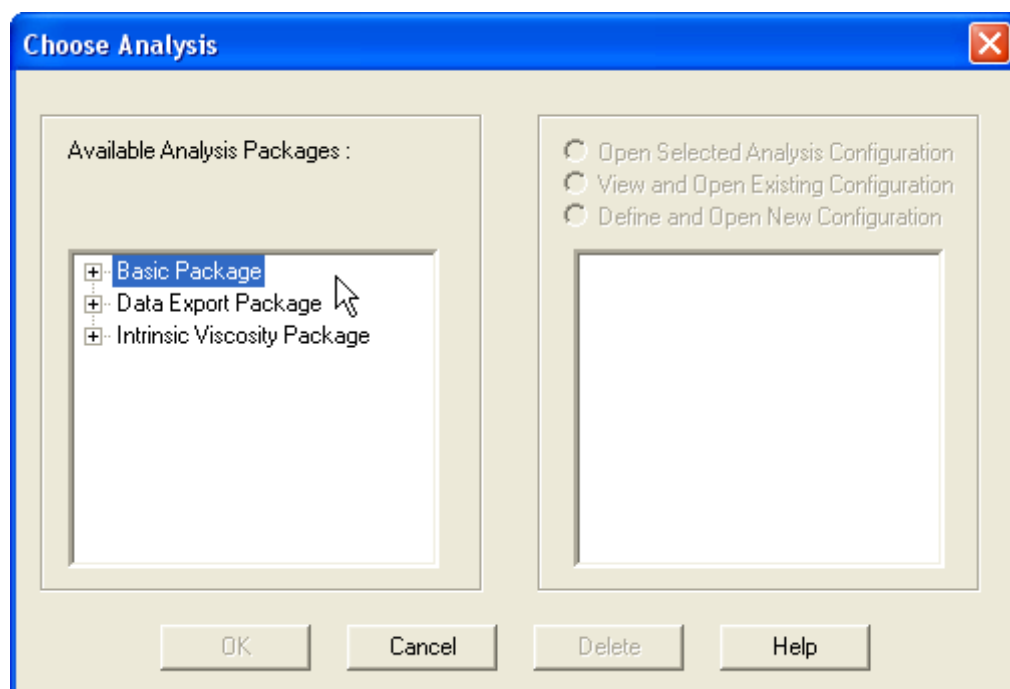 Choose Analysis
Available Analysis Packages :
Basic Package
Data Export Package
Intrinsic Viscosity Package
Open Selected Analysis Configuration
View and Open Existing Configuration
Define and Open New Configuration
OK
Cancel
Delete
Help